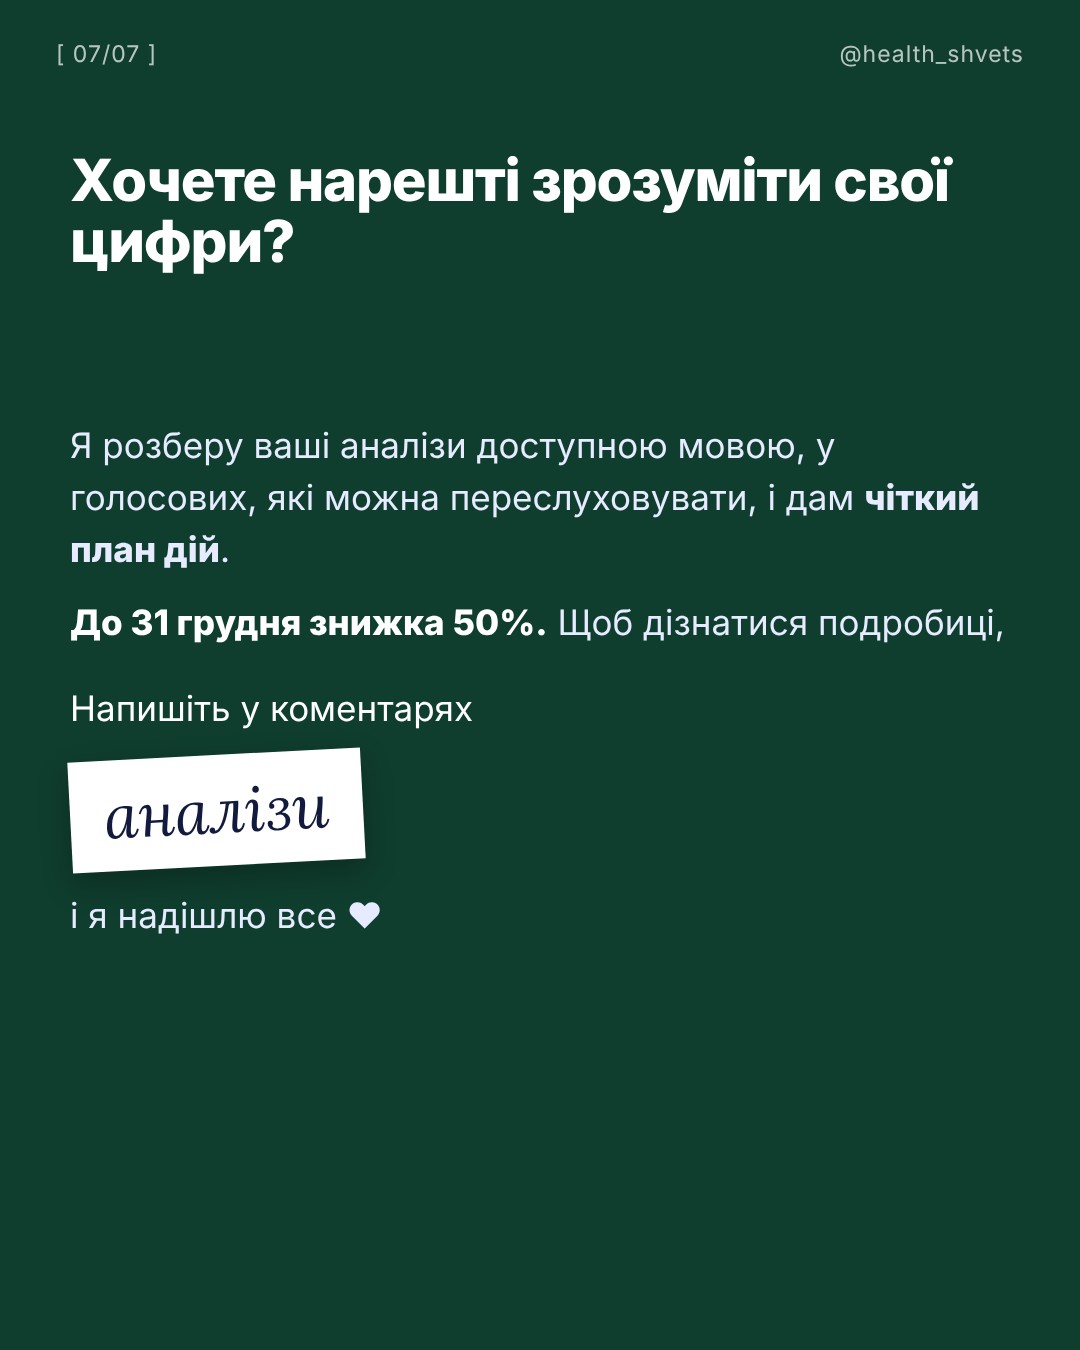 [ 07/07 ]
@health_shvets
Хочете нарешті зрозуміти свої
цифри?
Я розберу ваші аналізи доступною мовою, у
голосових, які можна переслуховувати, і дам чіткий
план дій.
До 31 грудня знижка 50%. Щоб дізнатися подробиці,
Напишіть у коментарях
аналізи
і я надішлю все ♥